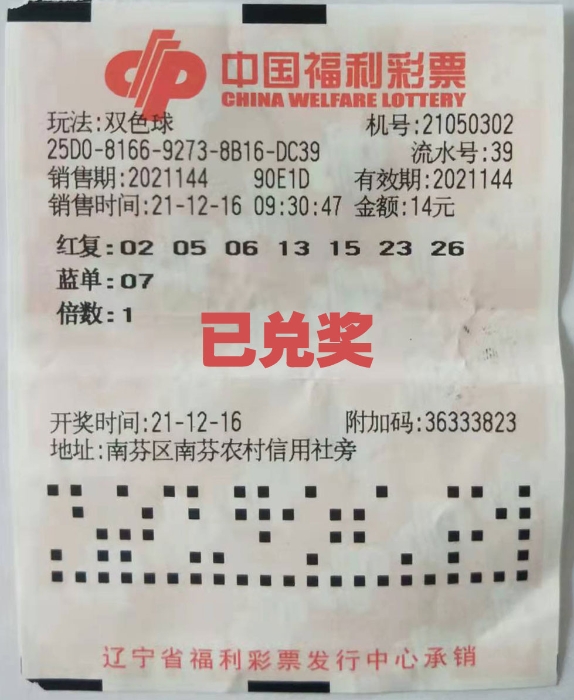 中国福利彩票
CHINA WELFARE LOTTERY
玩法:双色球 机号:21050302
25D0-8166-9273-8B16-DC39 流水号:39
销售期:2021144 90E1D 有效期:2021144
销售时间:21-12-16 09:30:47 金额:14元
红复:02 05 06 13 15 23 26
蓝单:07
倍数:1
已兑奖
开奖时间:21-12-16 附加码:36333823
地址:南芬区南芬农村信用社旁
辽宁省福利彩票发行中心承销